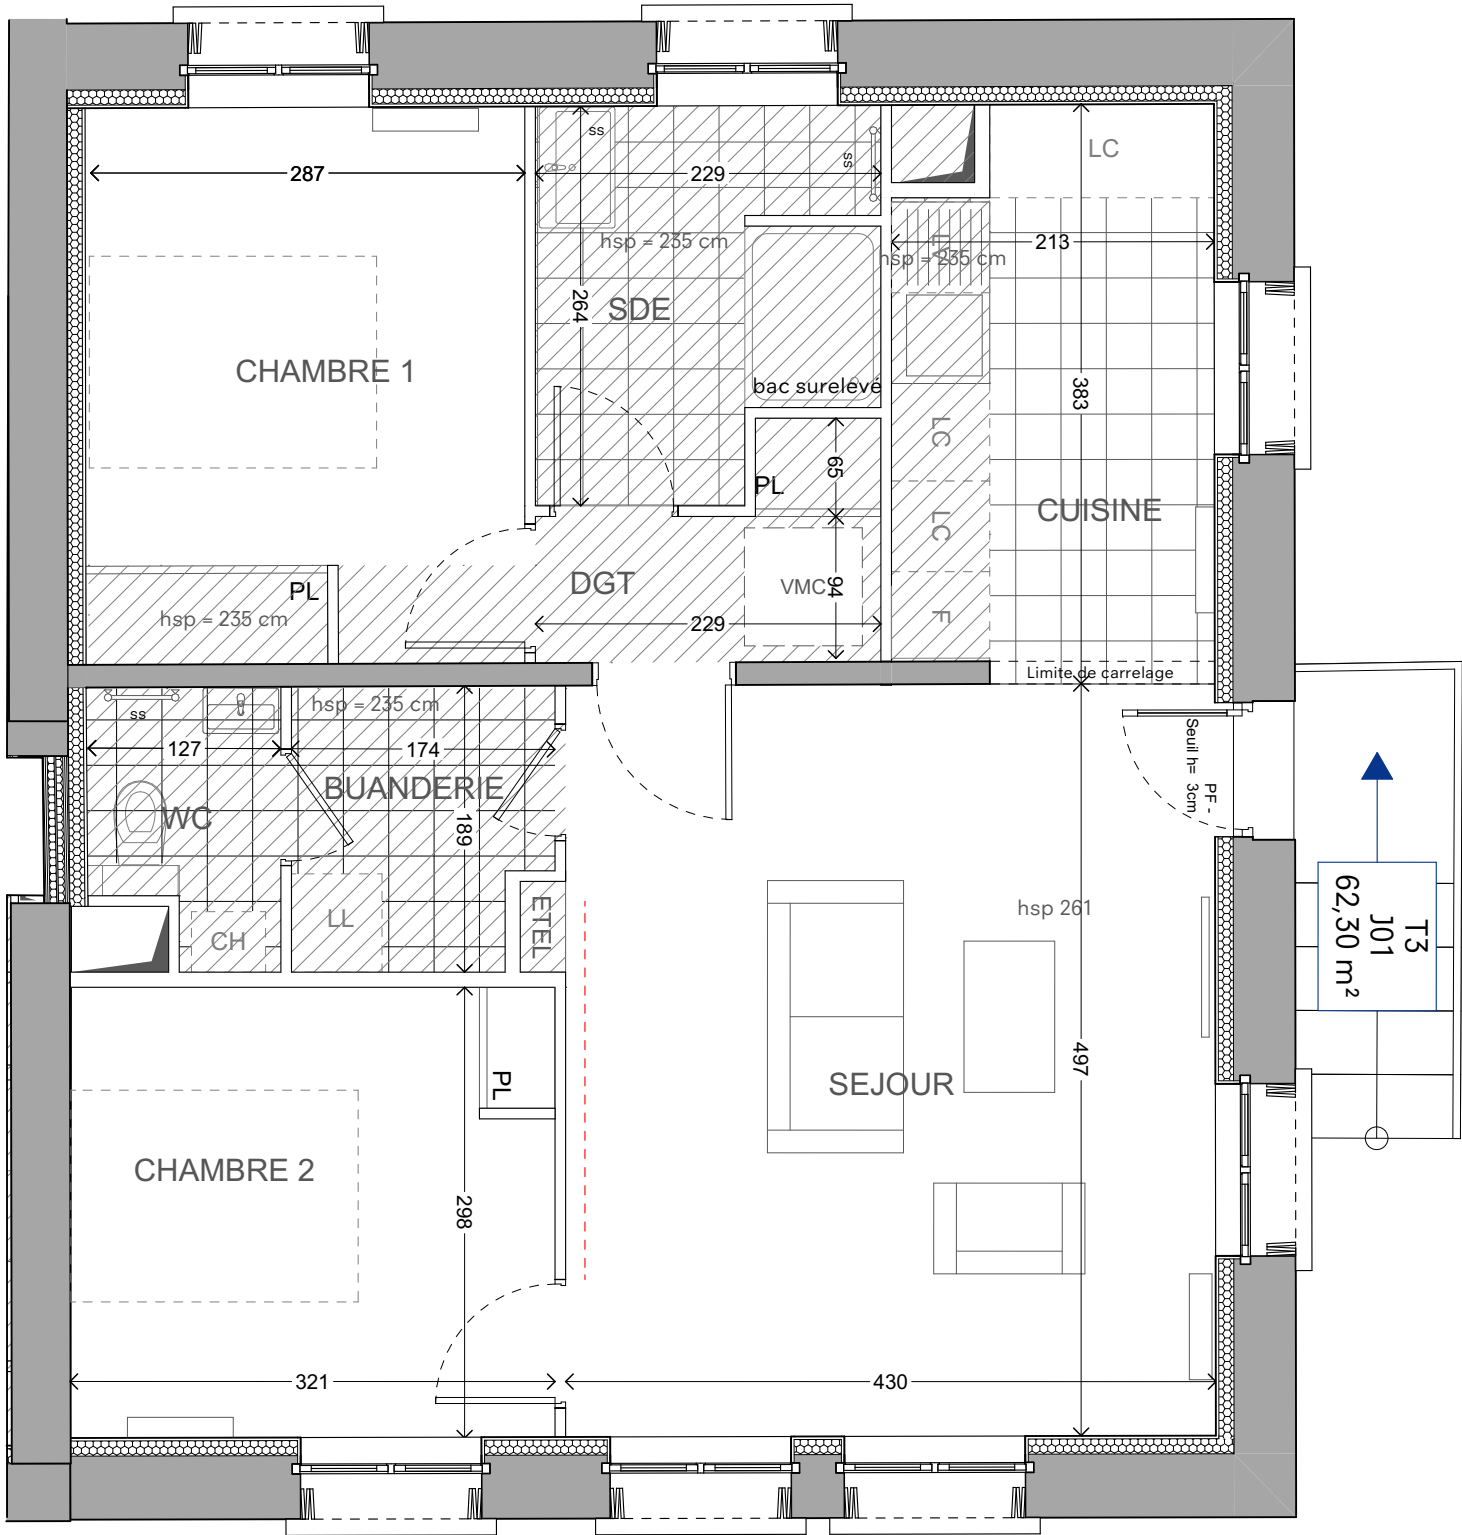 ss
ss
LC
287
229
213
hsp = 235 cm
LV
hsp = 235 cm
264
SDE
CHAMBRE 1
bac surelevé
383
LC
65
PL
CUISINE
LC
DGT
VMC
94
PL
hsp = 235 cm
229
F
Limite de carrelage
hsp = 235 cm
ss
127
174
BUANDERIE
WC
189
Seuil h= 3cm
PF -
T3
J01
62,30 m²
hsp 261
LL
CH
ETEL
497
SEJOUR
PL
CHAMBRE 2
298
321
430